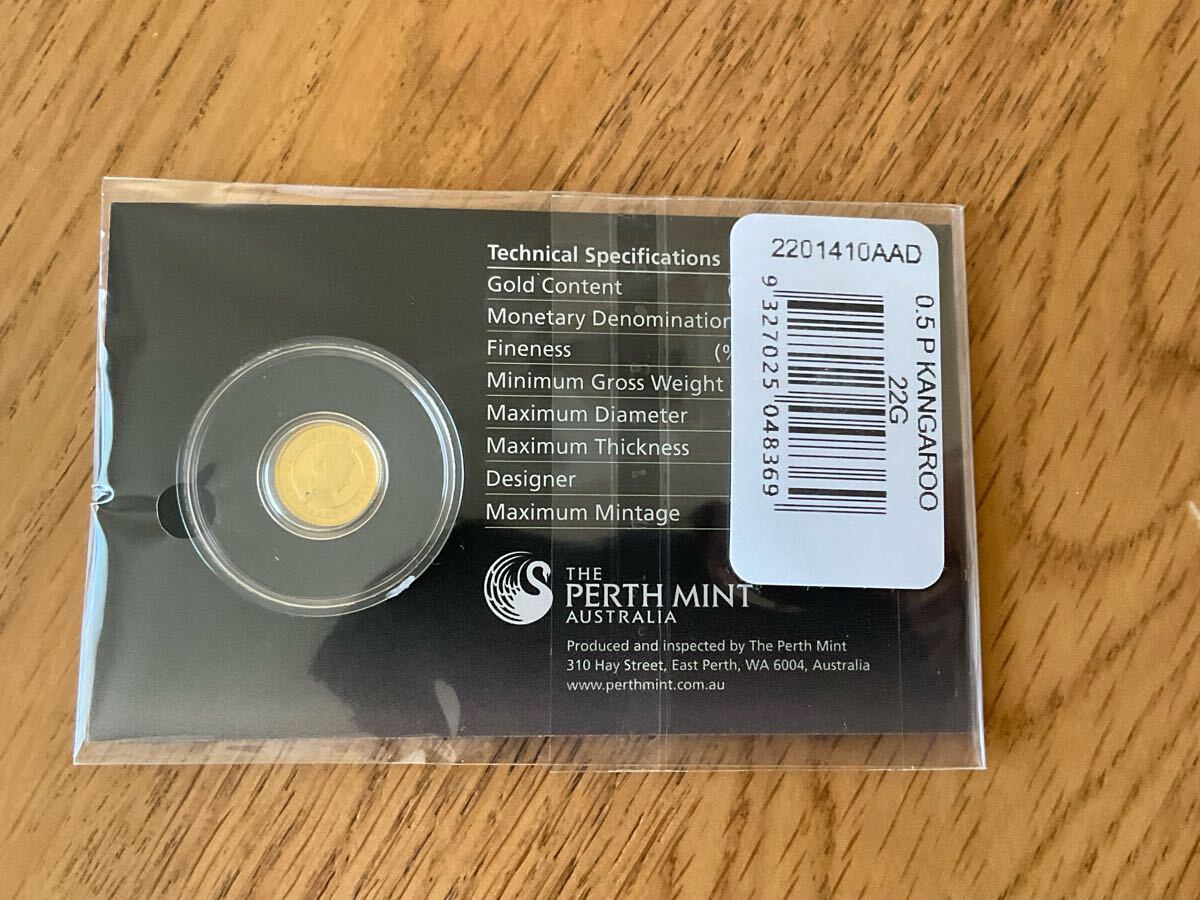 Technical Specifications
Gold Content
Monetary Denomination
Fineness (%
Minimum Gross Weight
Maximum Diameter
Maximum Thickness
Designer
Maximum Mintage
THE
PERTH MINT
AUSTRALIA
Produced and inspected by The Perth Mint
310 Hay Street, East Perth, WA 6004, Australia
www.perthmint.com.au
2201410AAD
0.5 P KANGAROO
22G
9 327025 048369